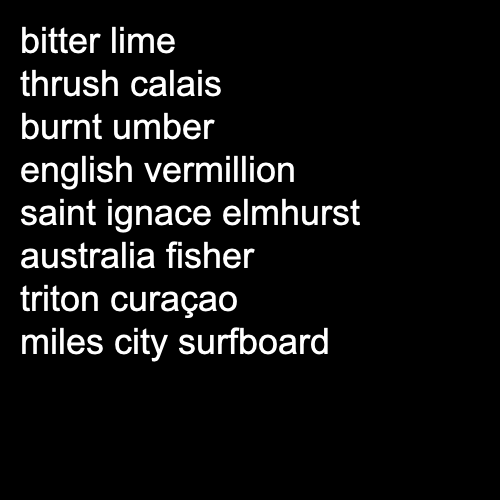 bitter lime
thrush calais
burnt umber
english vermillion
saint ignace elmhurst
australia fisher
triton curaçao
miles city surfboard